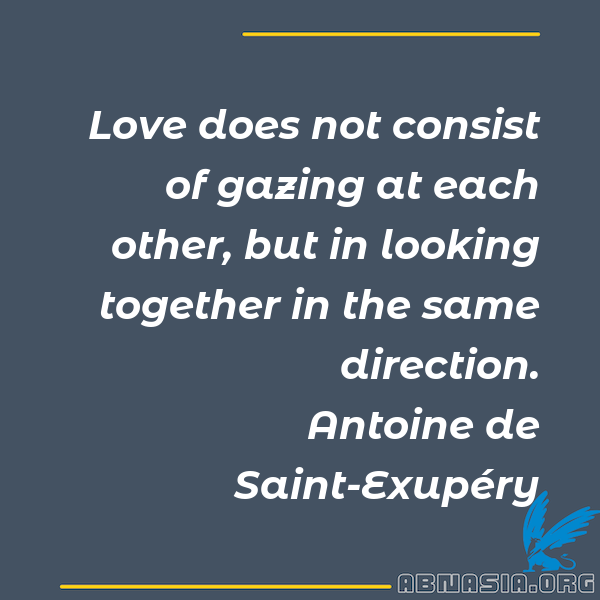 Love does not consist
of gazing at each
other, but in looking
together in the same
direction.
Antoine de
Saint-Exupéry
ABNASIA.ORG